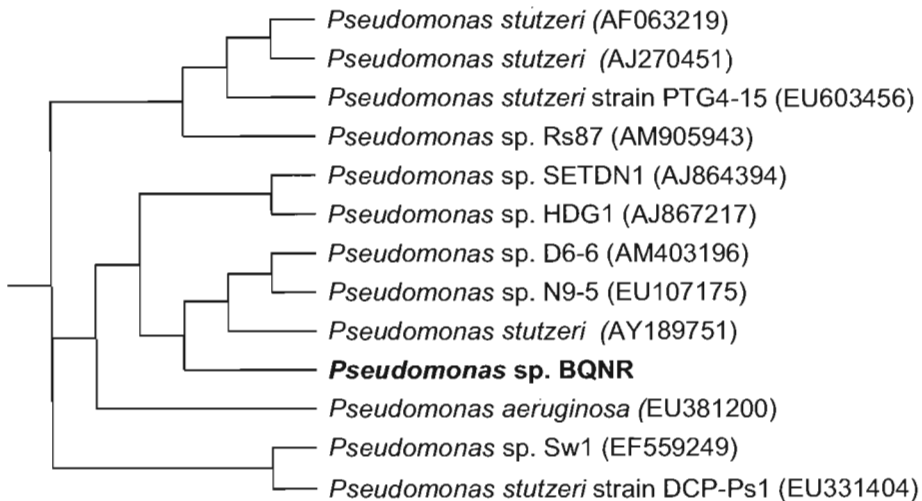 Pseudomonas stutzeri (AF063219)
Pseudomonas stutzeri (AJ270451)
Pseudomonas stutzeri strain PTG4-15 (EU603456)
Pseudomonas sp. Rs87 (AM905943)
Pseudomonas sp. SETDN1 (AJ864394)
Pseudomonas sp. HDG1 (AJ867217)
Pseudomonas sp. D6-6 (AM403196)
Pseudomonas sp. N9-5 (EU107175)
Pseudomonas stutzeri (AY189751)
Pseudomonas sp. BQNR
Pseudomonas aeruginosa (EU381200)
Pseudomonas sp. Sw1 (EF559249)
Pseudomonas stutzeri strain DCP-Ps1 (EU331404)